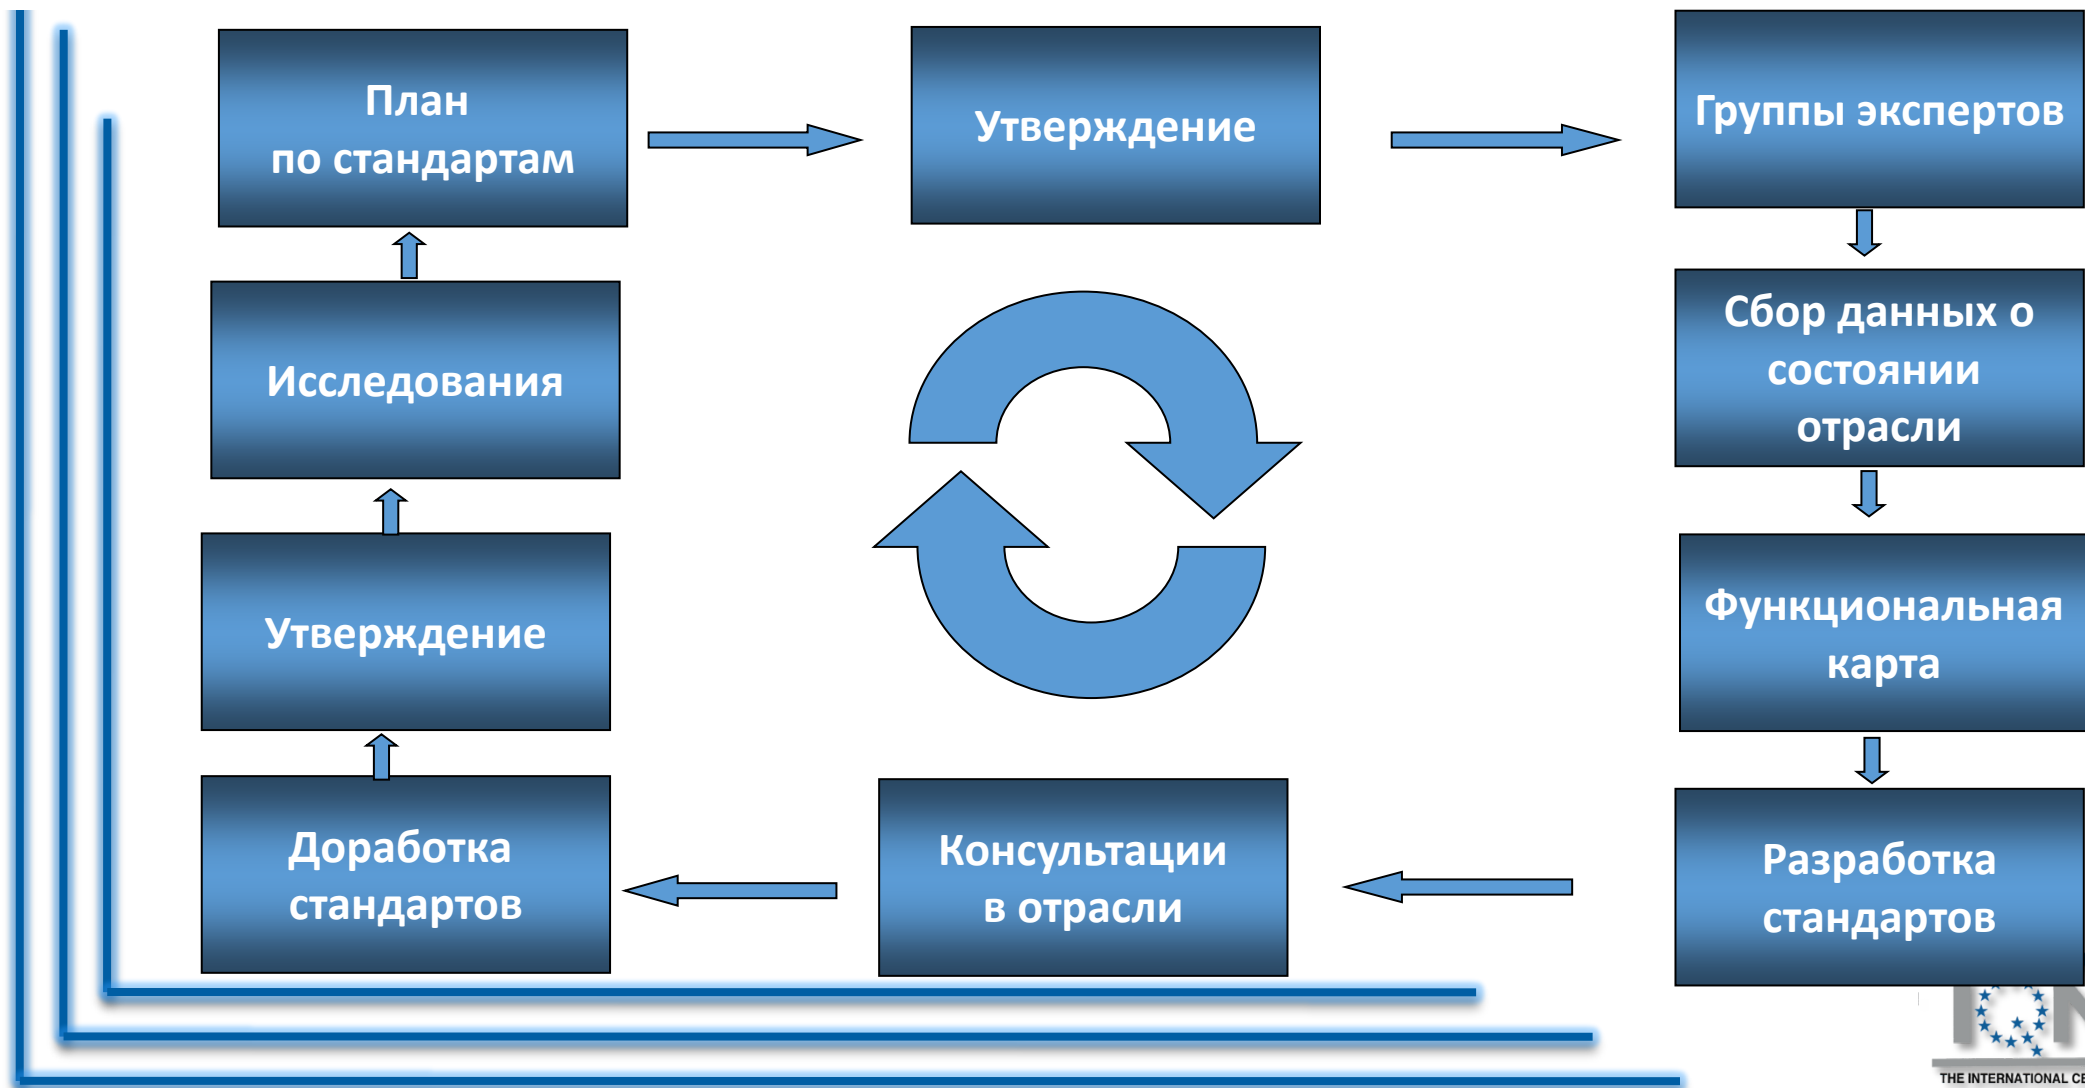 План
по стандартам
Утверждение
Группы экспертов
Сбор данных о
состоянии
отрасли
Исследования
Функциональная
карта
Утверждение
Разработка
стандартов
Консультации
в отрасли
Доработка
стандартов
THE INTERNATIONAL